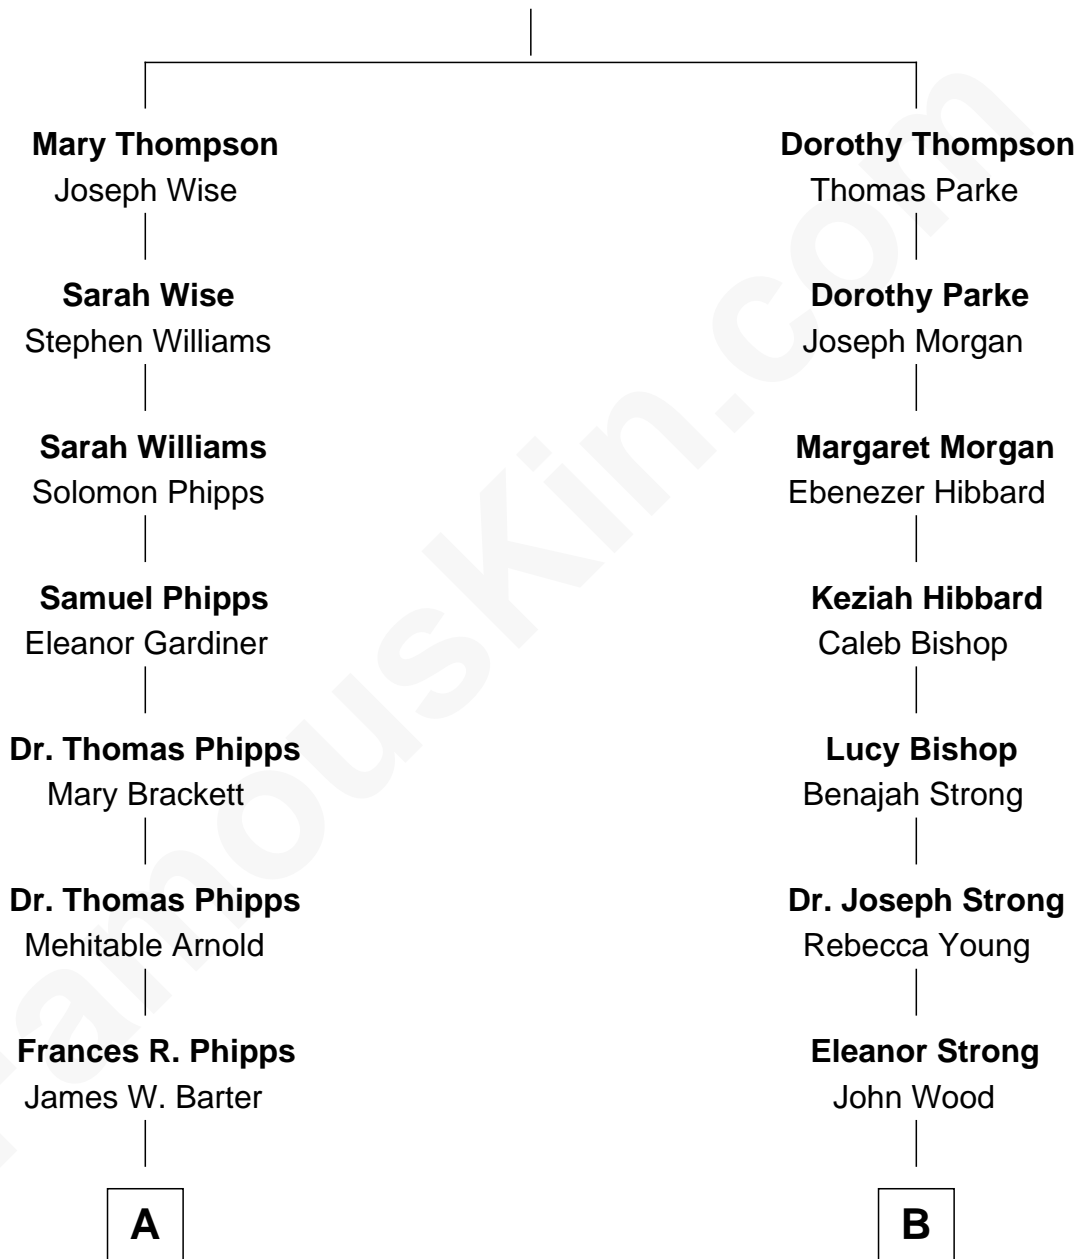 Mary Thompson
Joseph Wise
Dorothy Thompson
Thomas Parke
Sarah Wise
Stephen Williams
Dorothy Parke
Joseph Morgan
Sarah Williams
Solomon Phipps
Margaret Morgan
Ebenezer Hibbard
Samuel Phipps
Eleanor Gardiner
Keziah Hibbard
Caleb Bishop
Dr. Thomas Phipps
Mary Brackett
Lucy Bishop
Benajah Strong
Dr. Thomas Phipps
Mehitable Arnold
Dr. Joseph Strong
Rebecca Young
Frances R. Phipps
James W. Barter
Eleanor Strong
John Wood
A
B
FamousKin.com